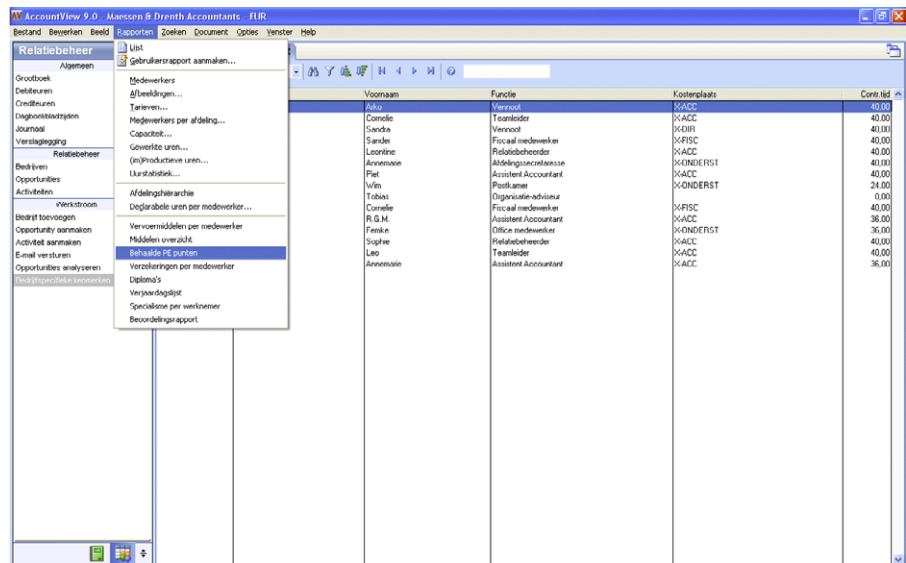 AccountView 9.0 - Maessen & Drenth Accountants - EUR
Bestand Bewerken Beeld Rapporten Zoeken Document Opties Venster Help
Relatiebeheer
Algemeen
Grootboek
Debiteuren
Crediteuren
Dagboekbladzijden
Journaal
Verslaglegging
Relatiebeheer
Bedrijven
Opportunities
Activiteiten
Werkstroom
Bedrijf toevoegen
Opportunity aanmaken
Activiteit aanmaken
E-mail versturen
Opportunities analyseren
Bedrijfspecifieke kenmerken
Lijst
Gebruikersrapport aanmaken...
Medewerkers
Afbeeldingen...
Tarieven...
Medewerkers per afdeling...
Capaciteit...
Gewerkte uren...
(im)Productieve uren...
Uurstatistiek...
Afdelingshiërarchie
Declarabele uren per medewerker...
Vervoermiddelen per medewerker
Middelen overzicht
Behaalde PE punten
Verzekeringen per medewerker
Diploma's
Verjaardagslijst
Specialisme per werknemer
Beoordelingsrapport
Voornaam Functie Kostenplaats Contr.tijd
Arko Vennoot X-ACC 40,00
Cornelie Teamleider X-ACC 40,00
Sandra Vennoot X-DIR 40,00
Sander Fiscaal medewerker X-FISC 40,00
Leontine Relatiebeheerder X-ACC 40,00
Annemarie Afdelingssecretaresse X-ONDERST 40,00
Piet Assistent Accountant X-ACC 40,00
Wim Postkamer X-ONDERST 24,00
Tobias Organisatie-adviseur 0,00
Cornelie Fiscaal medewerker X-FISC 40,00
R.G.M. Assistent Accountant X-ACC 36,00
Femke Office medewerker X-ONDERST 36,00
Sophie Relatiebeheerder X-ACC 40,00
Leo Teamleider X-ACC 40,00
Annemarie Assistent Accountant X-ACC 36,00